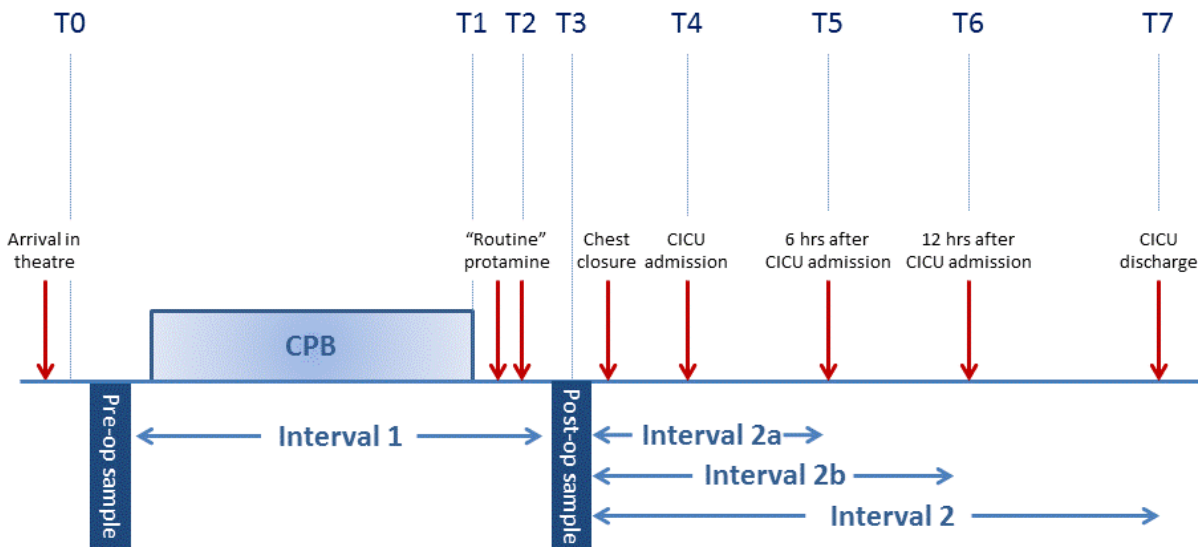 T0
T1
T2
T3
T4
T5
T6
T7
Arrival in
theatre
“Routine”
protamine
Chest
closure
CICU
admission
6 hrs after
CICU admission
12 hrs after
CICU admission
CICU
discharge
CPB
Pre-op sample
Interval 1
Post-op sample
Interval 2a
Interval 2b
Interval 2